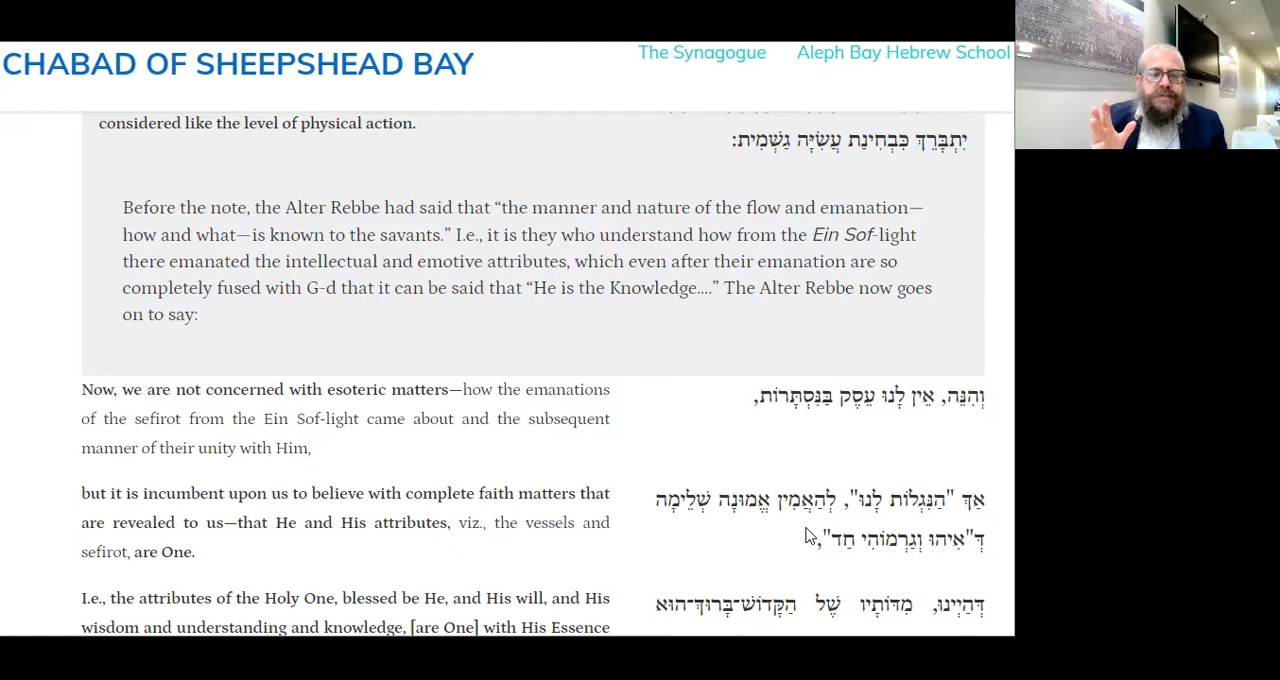 CHABAD OF SHEEPSHEAD BAY
The Synagogue Aleph Bay Hebrew School
considered like the level of physical action.
יִתְבָּרֵךְ כִּבְחִינַת עֲשִׂיָּה גַשְׁמִית:
Before the note, the Alter Rebbe had said that “the manner and nature of the flow and emanation—
how and what—is known to the savants.” I.e., it is they who understand how from the Ein Sof-light
there emanated the intellectual and emotive attributes, which even after their emanation are so
completely fused with G-d that it can be said that “He is the Knowledge....” The Alter Rebbe now goes
on to say:
Now, we are not concerned with esoteric matters—how the emanations
of the sefirot from the Ein Sof-light came about and the subsequent
manner of their unity with Him,
וְהִנֵּה, אֵין לָנוּ עֵסֶק בַּנִּסְתָּרוֹת,
but it is incumbent upon us to believe with complete faith matters that
are revealed to us—that He and His attributes, viz., the vessels and
sefirot, are One.
אַךְ "הַנִּגְלוֹת לָנוּ", לְהַאֲמִין אֱמוּנָה שְׁלֵימָה
דְּ"אִיהוּ וְגַרְמוֹהִי חַד",
I.e., the attributes of the Holy One, blessed be He, and His will, and His
wisdom and understanding and knowledge, [are One] with His Essence
דְּהַיְינוּ, מִדּוֹתָיו שֶׁל הַקָּדוֹשׁ־בָּרוּךְ־הוּא